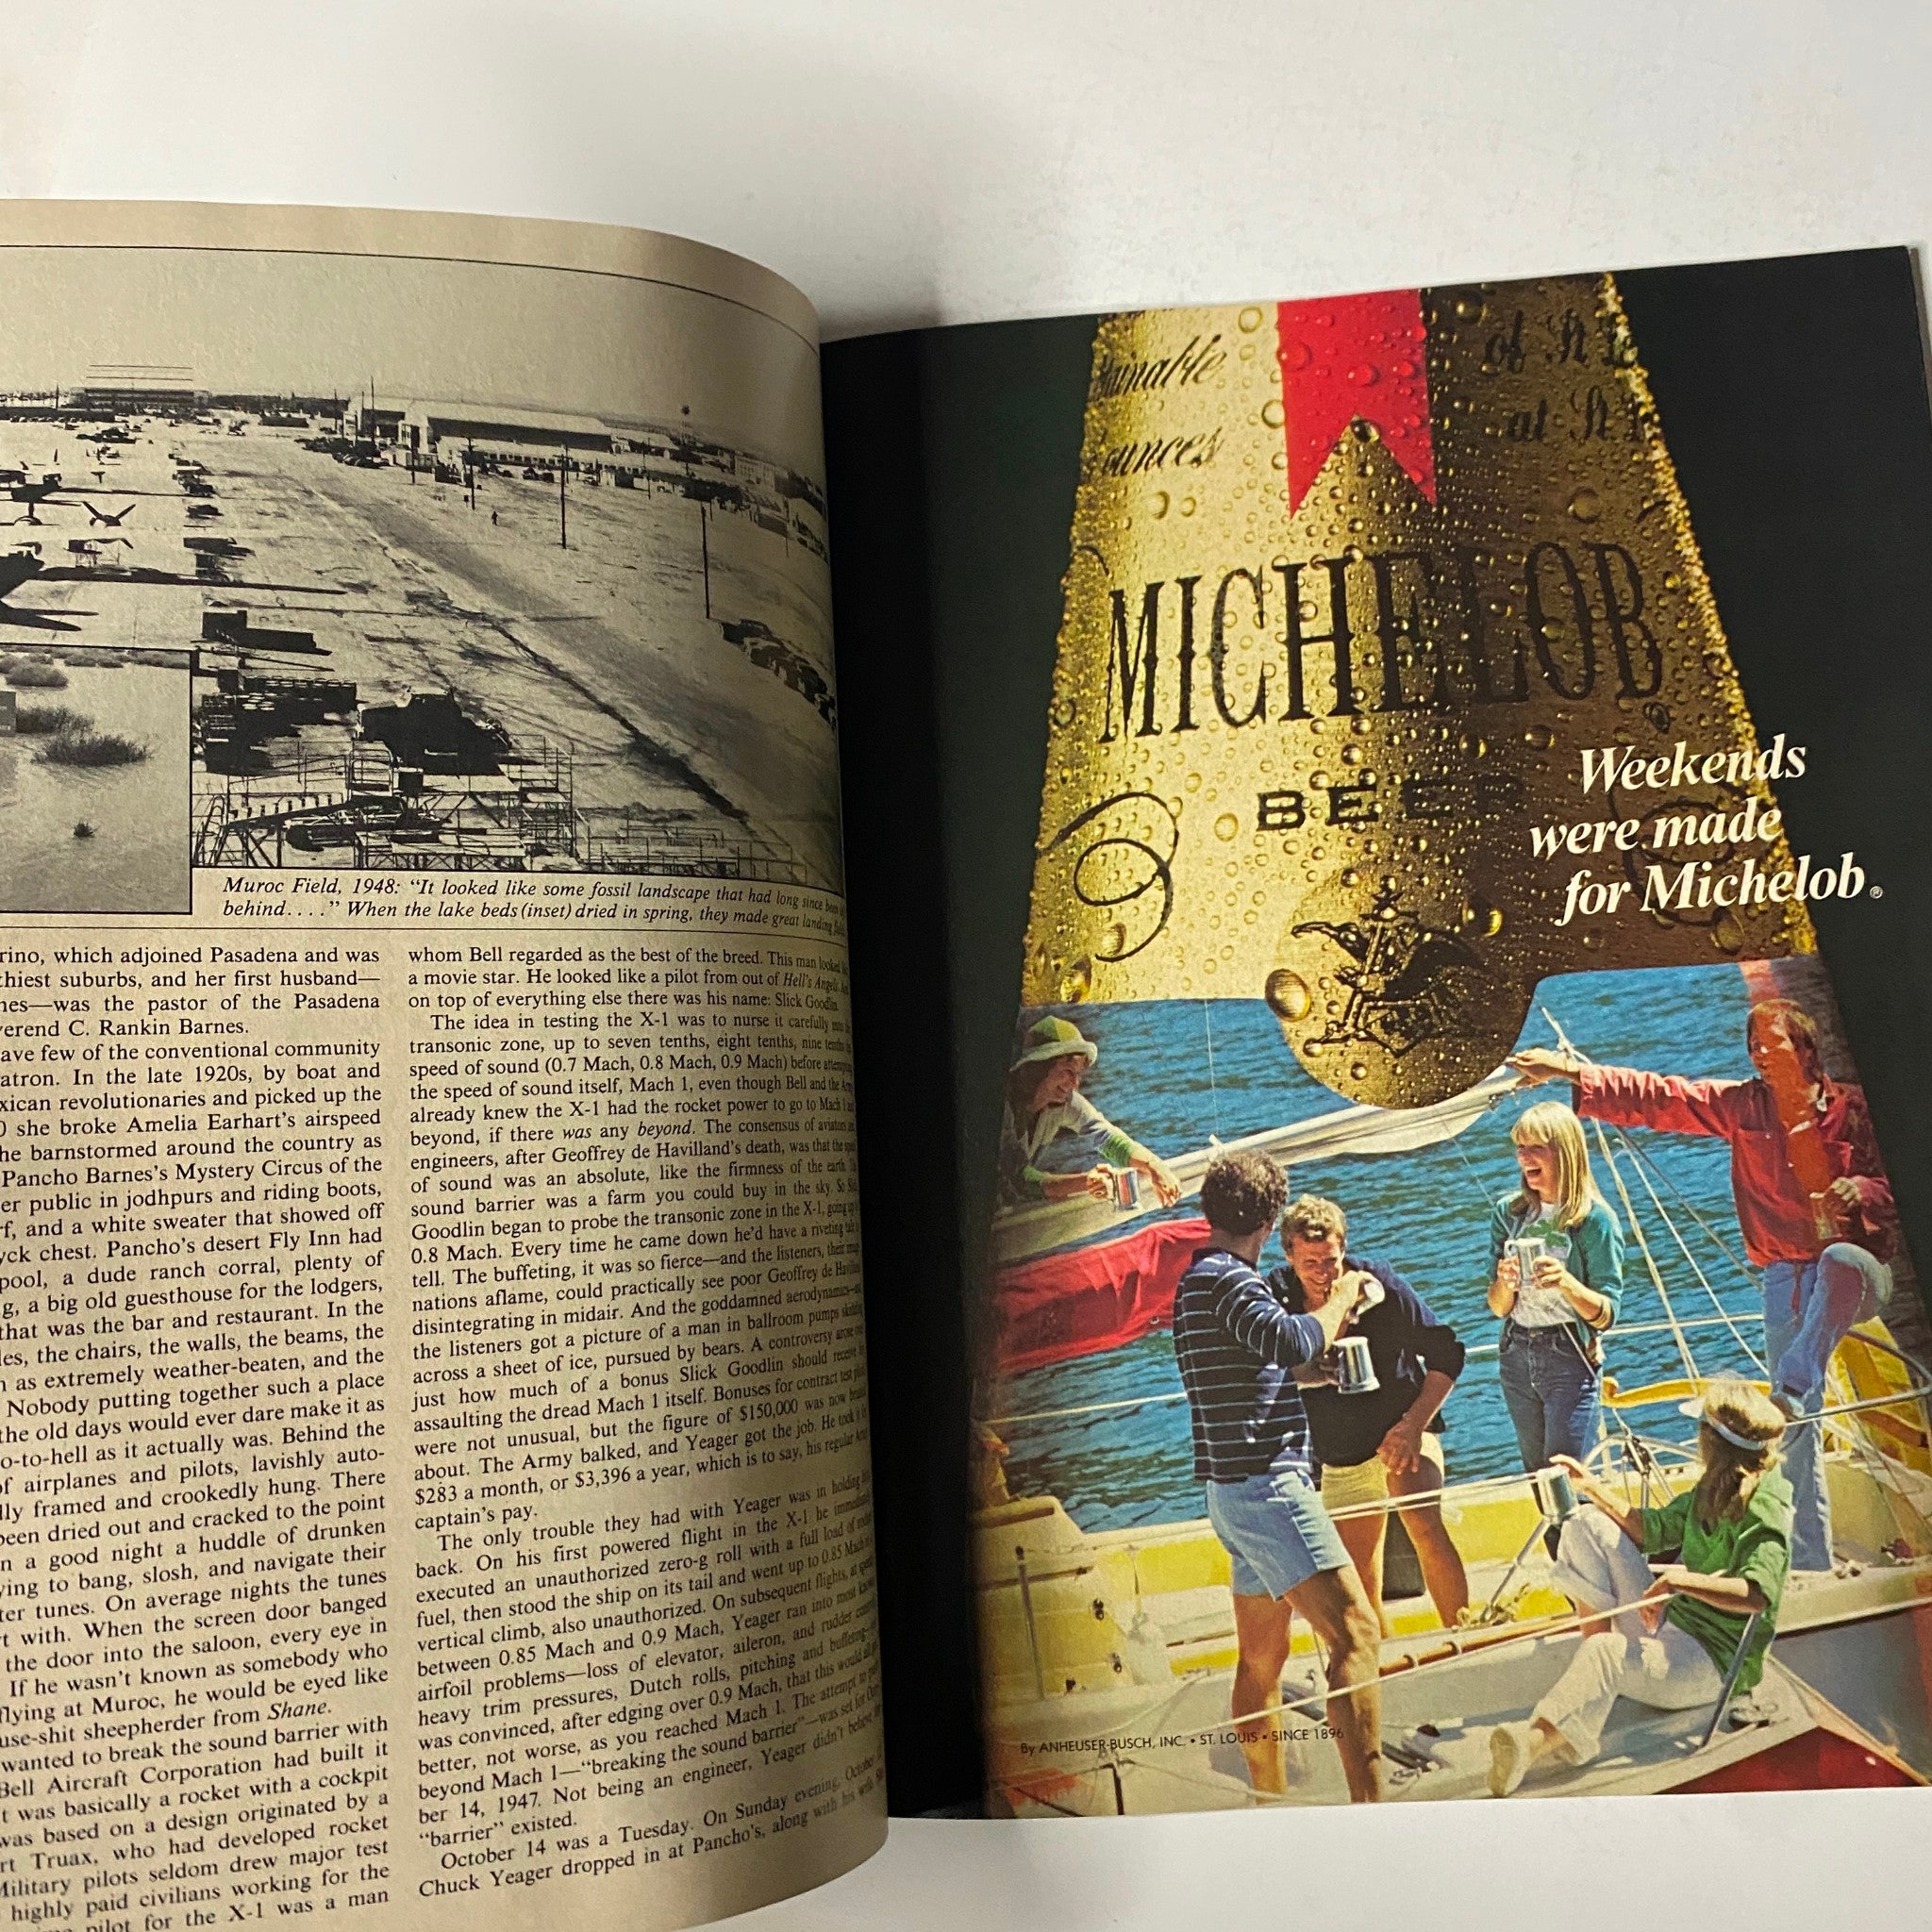 Muroc Field, 1948: “It looked like some fossil landscape that had long since been
behind. . . .” When the lake beds (inset) dried in spring, they made great landing
rino, which adjoined Pasadena and was
thiest suburbs, and her first husband—
nes—was the pastor of the Pasadena
verend C. Rankin Barnes.
ave few of the conventional community
atron. In the late 1920s, by boat and
xican revolutionaries and picked up the
0 she broke Amelia Earhart’s airspeed
he barnstormed around the country as
Pancho Barnes’s Mystery Circus of the
er public in jodhpurs and riding boots,
rf, and a white sweater that showed off
yck chest. Pancho’s desert Fly Inn had
pool, a dude ranch corral, plenty of
g, a big old guesthouse for the lodgers,
that was the bar and restaurant. In the
les, the chairs, the walls, the beams, the
n as extremely weather-beaten, and the
Nobody putting together such a place
the old days would ever dare make it as
o-to-hell as it actually was. Behind the
of airplanes and pilots, lavishly auto-
lly framed and crookedly hung. There
been dried out and cracked to the point
n a good night a huddle of drunken
ying to bang, slosh, and navigate their
ter tunes. On average nights the tunes
t with. When the screen door banged
the door into the saloon, every eye in
If he wasn’t known as somebody who
flying at Muroc, he would be eyed like
use-shit sheepherder from Shane.
wanted to break the sound barrier with
Bell Aircraft Corporation had built it
t was basically a rocket with a cockpit
was based on a design originated by a
rt Truax, who had developed rocket
Military pilots seldom drew major test
highly paid civilians working for the
pilot for the X-1 was a man
whom Bell regarded as the best of the breed. This man looked
a movie star. He looked like a pilot from out of Hell’s Angels.
on top of everything else there was his name: Slick Goodlin.
The idea in testing the X-1 was to nurse it carefully into
transonic zone, up to seven tenths, eight tenths, nine tenths
speed of sound (0.7 Mach, 0.8 Mach, 0.9 Mach) before attempting
the speed of sound itself, Mach 1, even though Bell and the Army
already knew the X-1 had the rocket power to go to Mach 1
beyond, if there was any beyond. The consensus of aviators
engineers, after Geoffrey de Havilland’s death, was that the speed
of sound was an absolute, like the firmness of the earth.
sound barrier was a farm you could buy in the sky. So
Goodlin began to probe the transonic zone in the X-1, going
0.8 Mach. Every time he came down he’d have a riveting
tell. The buffeting, it was so fierce—and the listeners, their
nations aflame, could practically see poor Geoffrey de
disintegrating in midair. And the goddamned aerodynamics—
the listeners got a picture of a man in ballroom pumps
across a sheet of ice, pursued by bears. A controversy arose
just how much of a bonus Slick Goodlin should receive
assaulting the dread Mach 1 itself. Bonuses for contract test
were not unusual, but the figure of $150,000 was now
about. The Army balked, and Yeager got the job. He took
$283 a month, or $3,396 a year, which is to say, his regular Army
captain’s pay.
The only trouble they had with Yeager was in holding
back. On his first powered flight in the X-1 he immediately
executed an unauthorized zero-g roll with a full load of
fuel, then stood the ship on its tail and went up to 0.85 Mach
vertical climb, also unauthorized. On subsequent flights, at
between 0.85 Mach and 0.9 Mach, Yeager ran into most
airfoil problems—loss of elevator, aileron, and rudder
heavy trim pressures, Dutch rolls, pitching and buffeting
was convinced, after edging over 0.9 Mach, that this would
better, not worse, as you reached Mach 1. The attempt to
beyond Mach 1—“breaking the sound barrier”—was set for
ber 14, 1947. Not being an engineer, Yeager didn’t believe
“barrier” existed.
October 14 was a Tuesday. On Sunday evening, October
Chuck Yeager dropped in at Pancho’s, along with his wife
of
ounces
at
MICHELOB
BEER
Weekends
were made
for Michelob.®
By ANHEUSER-BUSCH, INC. • ST. LOUIS • SINCE 1896